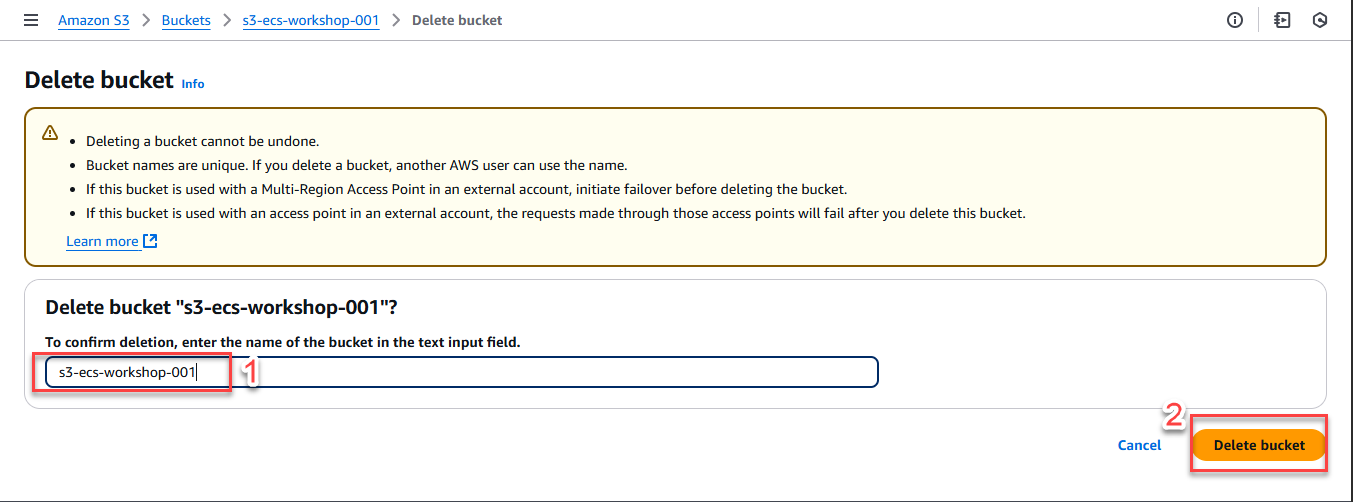 Amazon S3 > Buckets > s3-ecs-workshop-001 > Delete bucket
Delete bucket Info
Deleting a bucket cannot be undone.
Bucket names are unique. If you delete a bucket, another AWS user can use the name.
If this bucket is used with a Multi-Region Access Point in an external account, initiate failover before deleting the bucket.
If this bucket is used with an access point in an external account, the requests made through those access points will fail after you delete this bucket.
Learn more
Delete bucket "s3-ecs-workshop-001"?
To confirm deletion, enter the name of the bucket in the text input field.
s3-ecs-workshop-001 1
2
Cancel Delete bucket